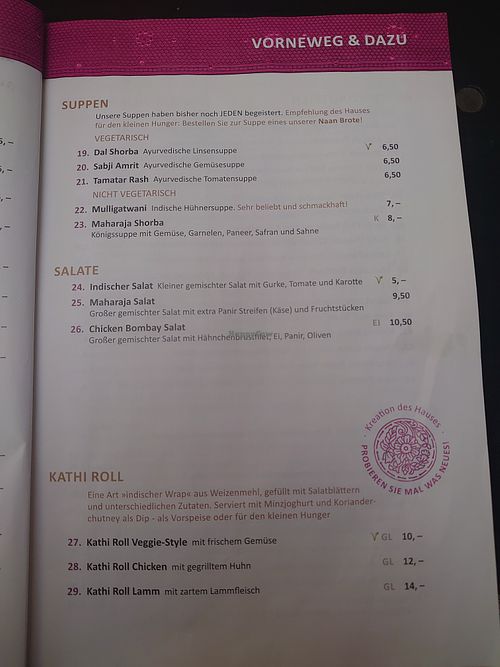 VORNEWEG & DAZU
SUPPEN
Unsere Suppen haben bisher noch JEDEN begeistert. Empfehlung des Hauses
für den kleinen Hunger: Bestellen Sie zur Suppe eines unserer Naan Brote!
VEGETARISCH
19. Dal Shorba Ayurvedische Linsensuppe V 6,50
20. Sabji Amrit Ayurvedische Gemüsesuppe 6,50
21. Tamatar Rash Ayurvedische Tomatensuppe 6,50
NICHT VEGETARISCH
22. Mulligatwani Indische Hühnersuppe. Sehr beliebt und schmackhaft! 7,–
23. Maharaja Shorba K 8,–
Königssuppe mit Gemüse, Garnelen, Paneer, Safran und Sahne
SALATE
24. Indischer Salat Kleiner gemischter Salat mit Gurke, Tomate und Karotte V 5,–
25. Maharaja Salat 9,50
Großer gemischter Salat mit extra Panir Streifen (Käse) und Fruchtstücken
26. Chicken Bombay Salat Ei 10,50
Großer gemischter Salat mit Hähnchenbrustfilet, Ei, Panir, Oliven
· Kreation des Hauses ·
PROBIEREN SIE MAL WAS NEUES!
KATHI ROLL
Eine Art »indischer Wrap« aus Weizenmehl, gefüllt mit Salatblättern
und unterschiedlichen Zutaten. Serviert mit Minzjoghurt und Koriander-
chutney als Dip - als Vorspeise oder für den kleinen Hunger
27. Kathi Roll Veggie-Style mit frischem Gemüse V GL 10,–
28. Kathi Roll Chicken mit gegrilltem Huhn GL 12,–
29. Kathi Roll Lamm mit zartem Lammfleisch GL 14,–